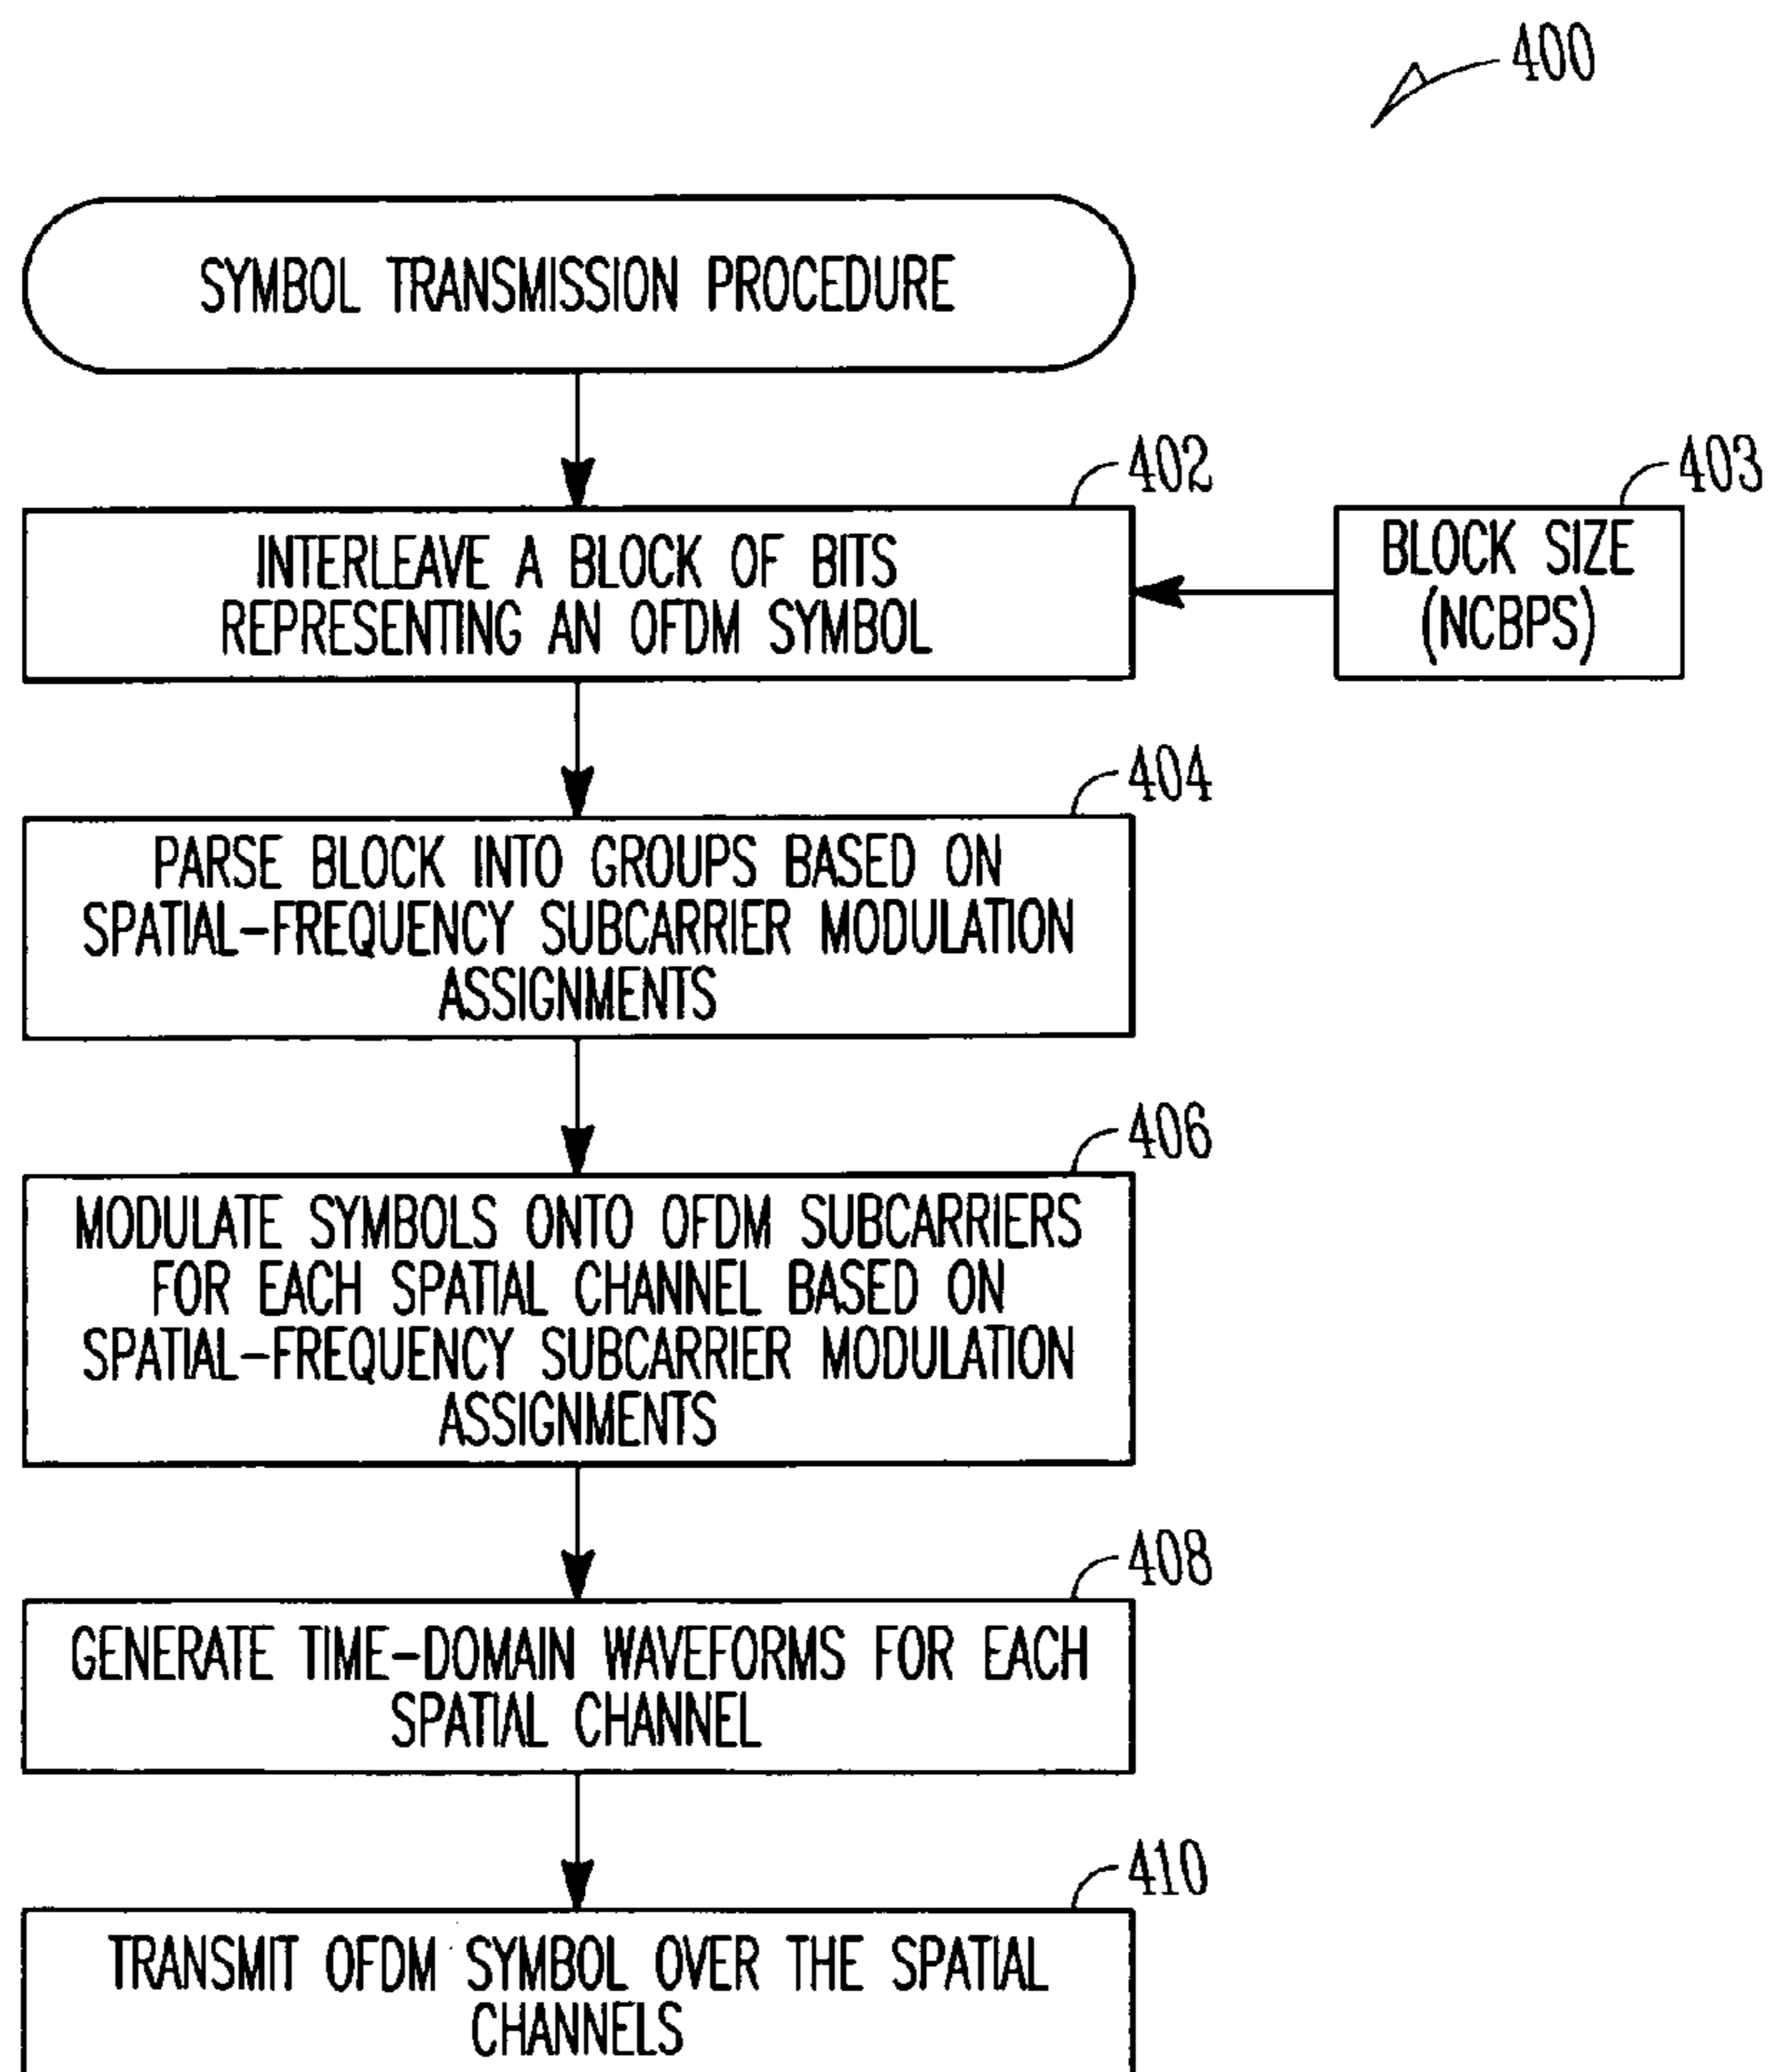 400
SYMBOL TRANSMISSION PROCEDURE
402
INTERLEAVE A BLOCK OF BITS
REPRESENTING AN OFDM SYMBOL
403
BLOCK SIZE
(NCBPS)
404
PARSE BLOCK INTO GROUPS BASED ON
SPATIAL-FREQUENCY SUBCARRIER MODULATION
ASSIGNMENTS
406
MODULATE SYMBOLS ONTO OFDM SUBCARRIERS
FOR EACH SPATIAL CHANNEL BASED ON
SPATIAL-FREQUENCY SUBCARRIER MODULATION
ASSIGNMENTS
408
GENERATE TIME-DOMAIN WAVEFORMS FOR EACH
SPATIAL CHANNEL
410
TRANSMIT OFDM SYMBOL OVER THE SPATIAL
CHANNELS